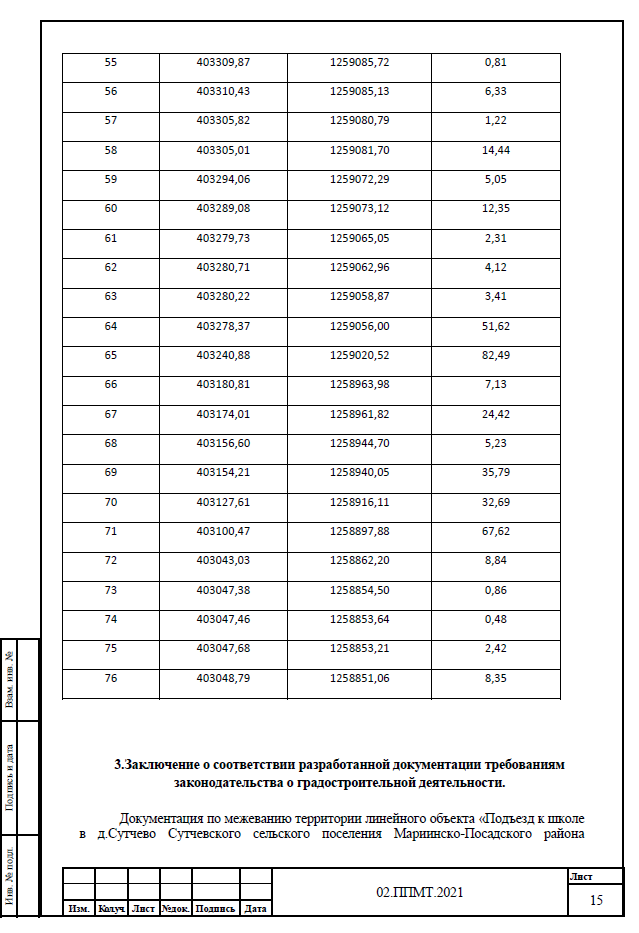 55 403309,87 1259085,72 0,81
56 403310,43 1259085,13 6,33
57 403305,82 1259080,79 1,22
58 403305,01 1259081,70 14,44
59 403294,06 1259072,29 5,05
60 403289,08 1259073,12 12,35
61 403279,73 1259065,05 2,31
62 403280,71 1259062,96 4,12
63 403280,22 1259058,87 3,41
64 403278,37 1259056,00 51,62
65 403240,88 1259020,52 82,49
66 403180,81 1258963,98 7,13
67 403174,01 1258961,82 24,42
68 403156,60 1258944,70 5,23
69 403154,21 1258940,05 35,79
70 403127,61 1258916,11 32,69
71 403100,47 1258897,88 67,62
72 403043,03 1258862,20 8,84
73 403047,38 1258854,50 0,86
74 403047,46 1258853,64 0,48
75 403047,68 1258853,21 2,42
76 403048,79 1258851,06 8,35
3.Заключение о соответствии разработанной документации требованиям
законодательства о градостроительной деятельности.
Документация по межеванию территории линейного объекта «Подъезд к школе
в д.Сутчево Сутчевского сельского поселения Мариинско-Посадского района
Взам. инв. №
Подпись и дата
Инв. № подл.
Изм. Колуч. Лист №док. Подпись Дата
02.ППМТ.2021
Лист
15